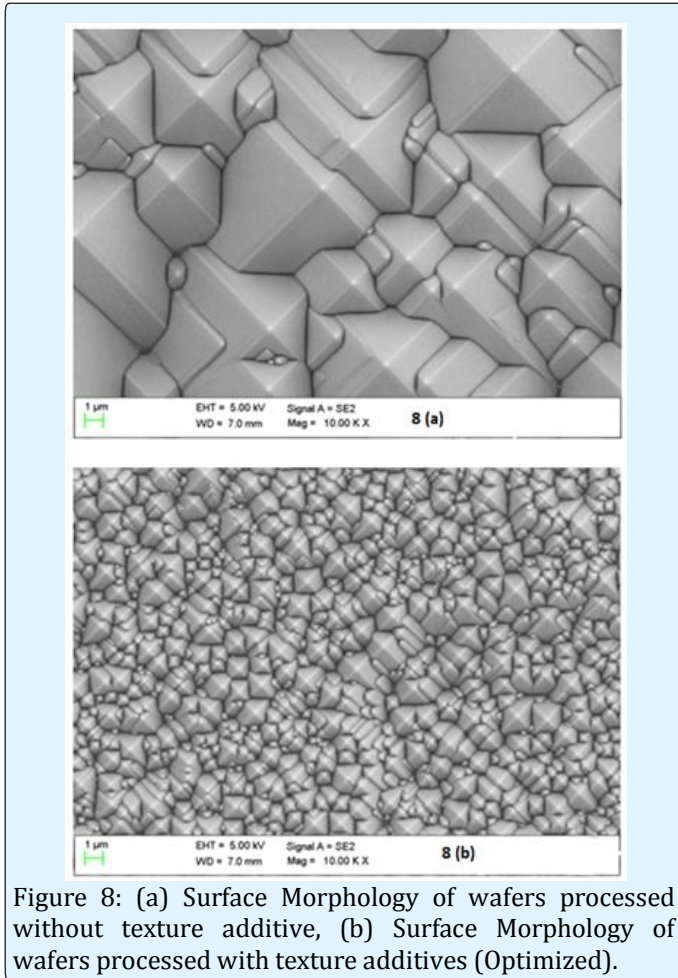 1 µm
EHT = 5.00 kV Signal A = SE2
WD = 7.0 mm Mag = 10.00 K X
8 (a)
1 µm
EHT = 5.00 kV Signal A = SE2
WD = 7.0 mm Mag = 10.00 K X
8 (b)
Figure 8: (a) Surface Morphology of wafers processed
without texture additive, (b) Surface Morphology of
wafers processed with texture additives (Optimized).